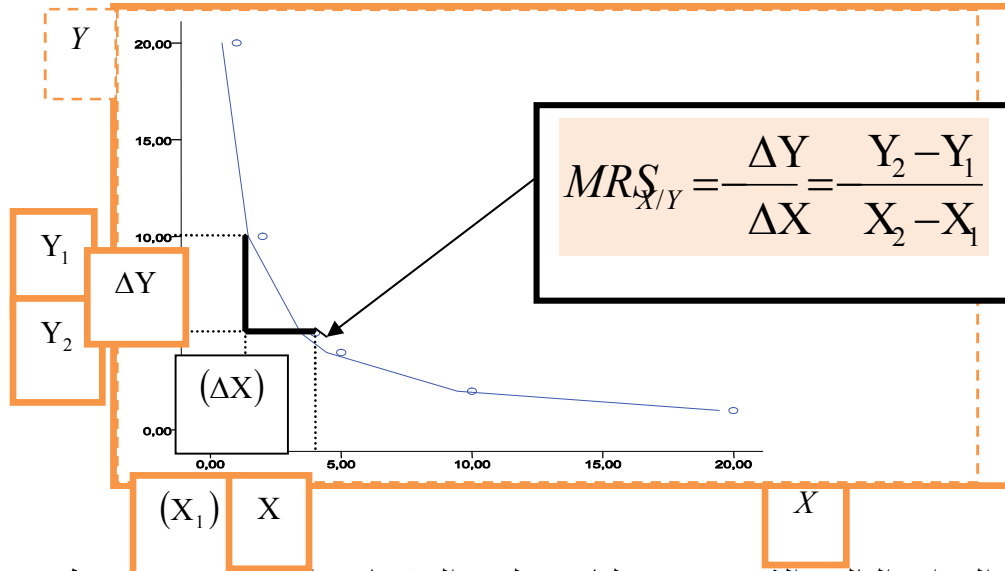 Y
20,00
15,00
10,00
0,00
Y₁
ΔY
Y₂
(ΔX)
MRS_{X/Y} = -ΔY/ΔX = -(Y₂ - Y₁)/(X₂ - X₁)
0,00 5,00 10,00 15,00 20,00
(X₁) X X